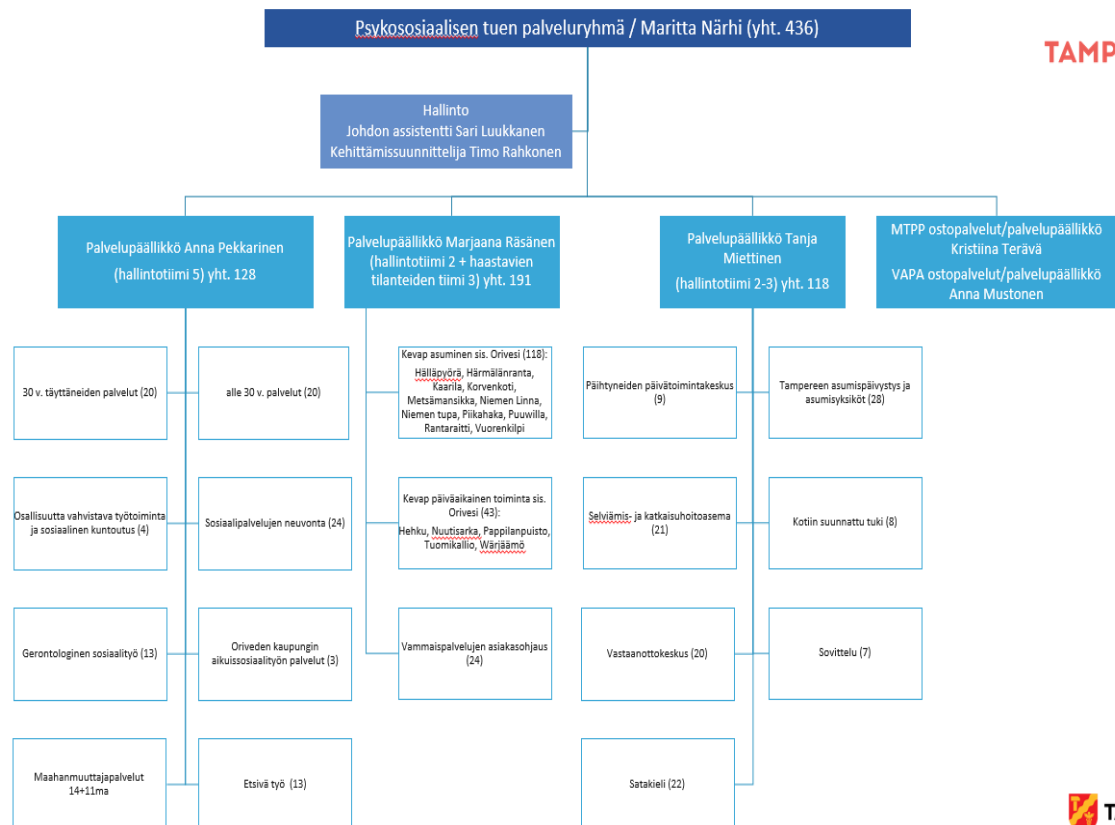 Psykososiaalisen tuen palveluryhmä / Maritta Närhi (yht. 436)
TAMP
Hallinto
Johdon assistentti Sari Luukkanen
Kehittämissuunnittelija Timo Rahkonen
Palvelupäällikkö Anna Pekkarinen
(hallintotiimi 5) yht. 128
Palvelupäällikkö Marjaana Räsänen
(hallintotiimi 2 + haastavien
tilanteiden tiimi 3) yht. 191
Palvelupäällikkö Tanja
Miettinen
(hallintotiimi 2-3) yht. 118
MTPP ostopalvelut/palvelupäällikkö
Kristiina Terävä
VAPA ostopalvelut/palvelupäällikkö
Anna Mustonen
30 v. täyttäneiden palvelut (20)
alle 30 v. palvelut (20)
Kevap asuminen sis. Orivesi (118):
Hälläpyörä, Härmälänranta,
Kaarila, Korvenkoti,
Metsämansikka, Niemen Linna,
Niemen tupa, Piikahaka, Puuwilla,
Rantaraitti, Vuorenkilpi
Päihtyneiden päivätoimintakeskus
(9)
Tampereen asumispäivystys ja
asumisyksiköt (28)
Osallisuutta vahvistava työtoiminta
ja sosiaalinen kuntoutus (4)
Sosiaalipalvelujen neuvonta (24)
Kevap päiväaikainen toiminta sis.
Orivesi (43):
Hehku, Nuutisarka, Pappilanpuisto,
Tuomikallio, Wärjäämö
Selviämis- ja katkaisuhoitoasema
(21)
Kotiin suunnattu tuki (8)
Gerontologinen sosiaalityö (13)
Oriveden kaupungin
aikuissosiaalityön palvelut (3)
Vammaispalvelujen asiakasohjaus
(24)
Vastaanottokeskus (20)
Sovittelu (7)
Maahanmuuttajapalvelut
14+11ma
Etsivä työ (13)
Satakieli (22)
T